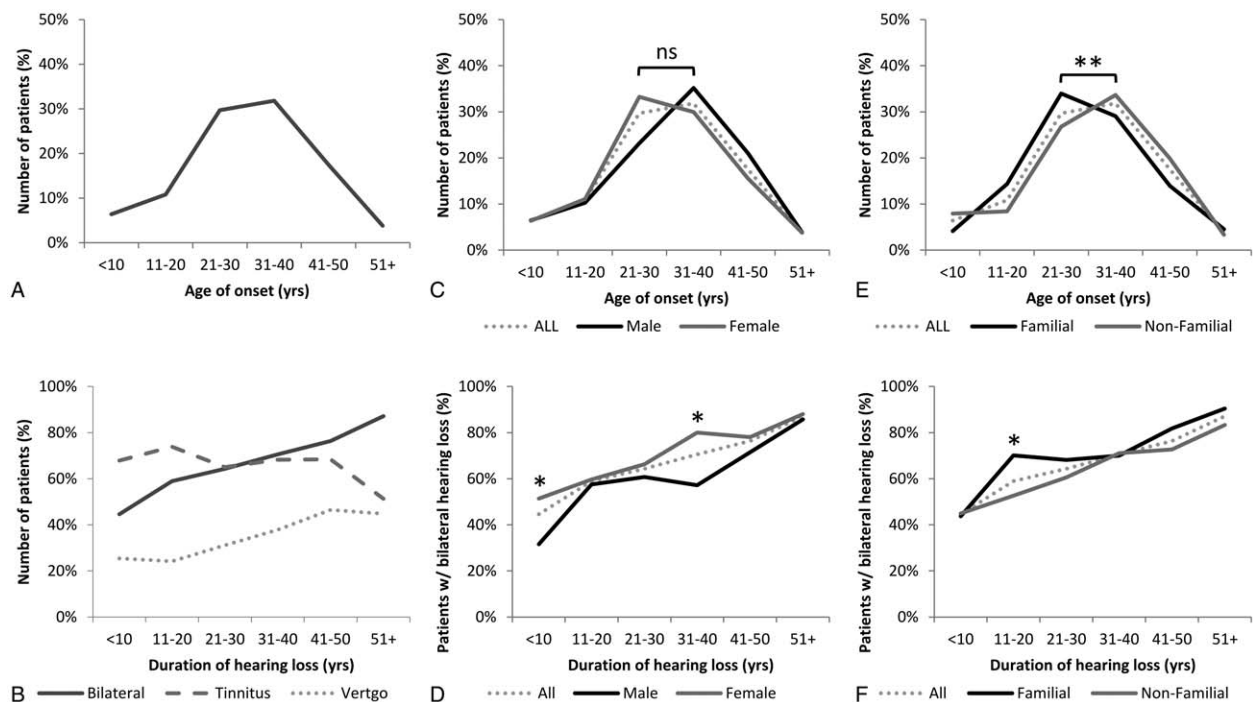 50%
40%
30%
20%
10%
0%
Number of patients (%)
<10 11-20 21-30 31-40 41-50 51+
Age of onset (yrs)
A
50%
40%
30%
20%
10%
0%
Number of patients (%)
ns
<10 11-20 21-30 31-40 41-50 51+
Age of onset (yrs)
C
ALL Male Female
50%
40%
30%
20%
10%
0%
Number of patients (%)
**
<10 11-20 21-30 31-40 41-50 51+
Age of onset (yrs)
E
ALL Familial Non-Familial
100%
80%
60%
40%
20%
0%
Number of patients (%)
<10 11-20 21-30 31-40 41-50 51+
Duration of hearing loss (yrs)
B
Bilateral Tinnitus Vertgo
100%
80%
60%
40%
20%
0%
Patients w/ bilateral hearing loss (%)
* *
<10 11-20 21-30 31-40 41-50 51+
Duration of hearing loss (yrs)
D
All Male Female
100%
80%
60%
40%
20%
0%
Patients w/ bilateral hearing loss (%)
*
<10 11-20 21-30 31-40 41-50 51+
Duration of hearing loss (yrs)
F
All Familial Non-Familial